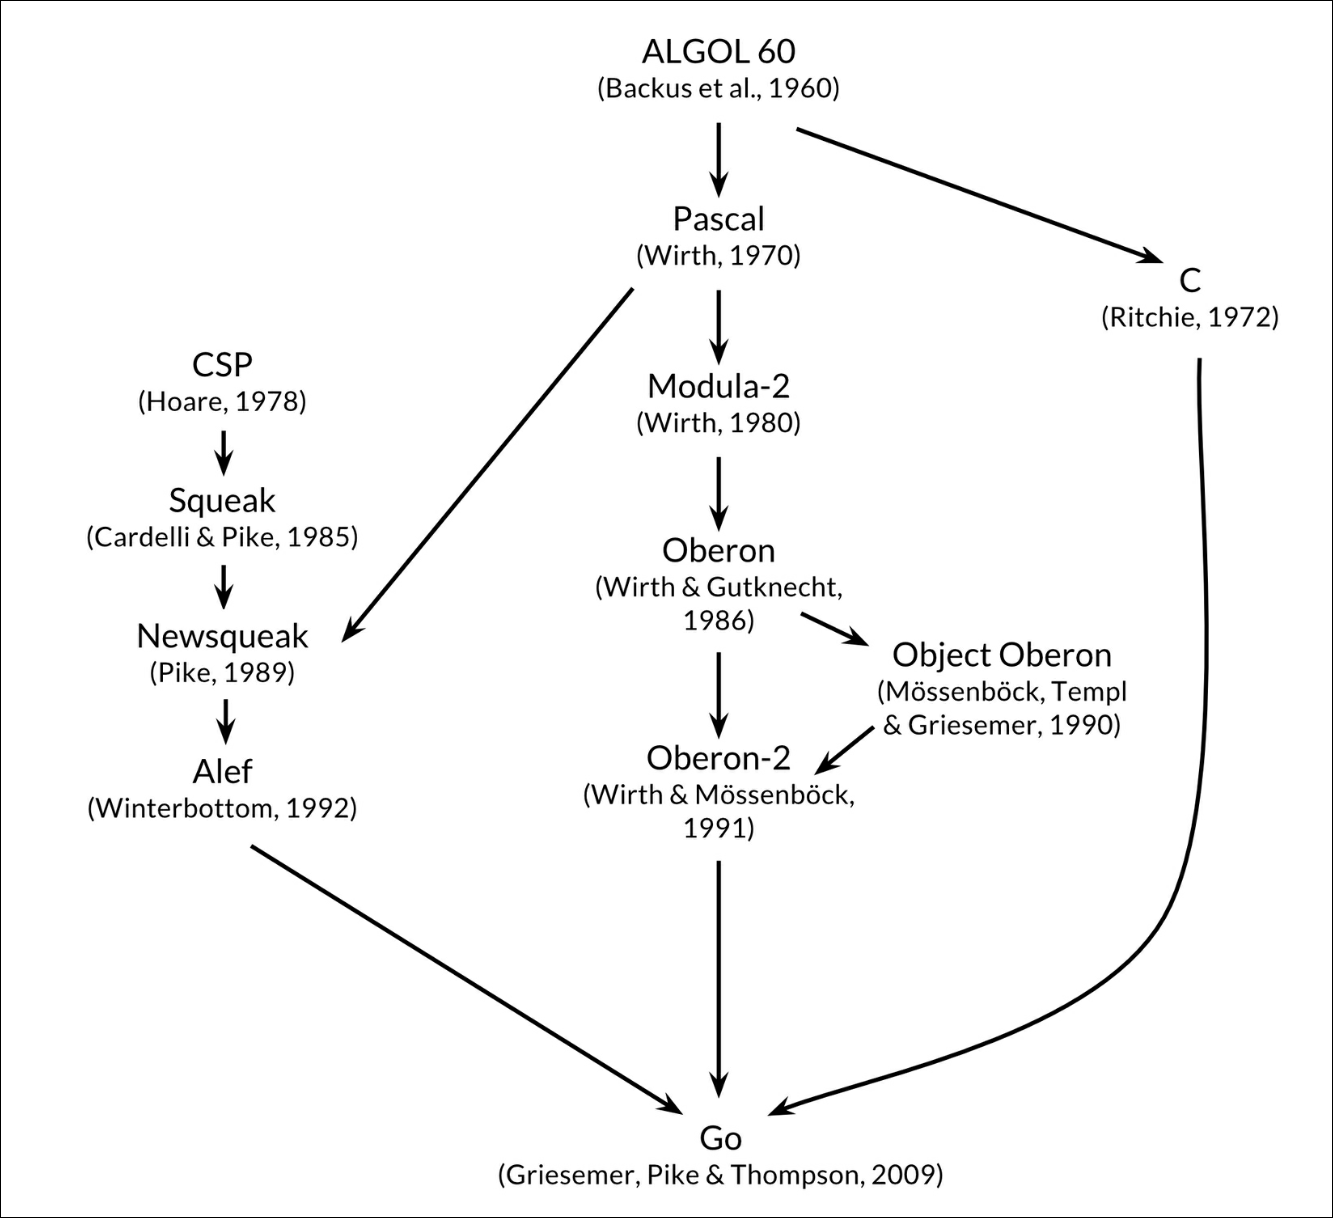 ALGOL 60
(Backus et al., 1960)
Pascal
(Wirth, 1970)
C
(Ritchie, 1972)
CSP
(Hoare, 1978)
Modula-2
(Wirth, 1980)
Squeak
(Cardelli & Pike, 1985)
Oberon
(Wirth & Gutknecht,
1986)
Newsqueak
(Pike, 1989)
Object Oberon
(Mössenböck, Templ
& Griesemer, 1990)
Alef
(Winterbottom, 1992)
Oberon-2
(Wirth & Mössenböck,
1991)
Go
(Griesemer, Pike & Thompson, 2009)